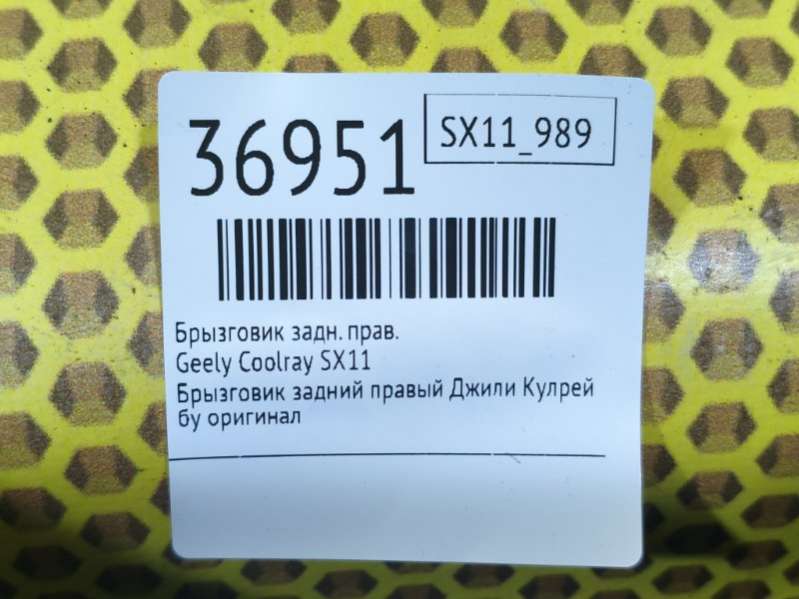 36951
SX11_989
Брызговик задн. прав.
Geely Coolray SX11
Брызговик задний правый Джили Кулрей
бу оригинал